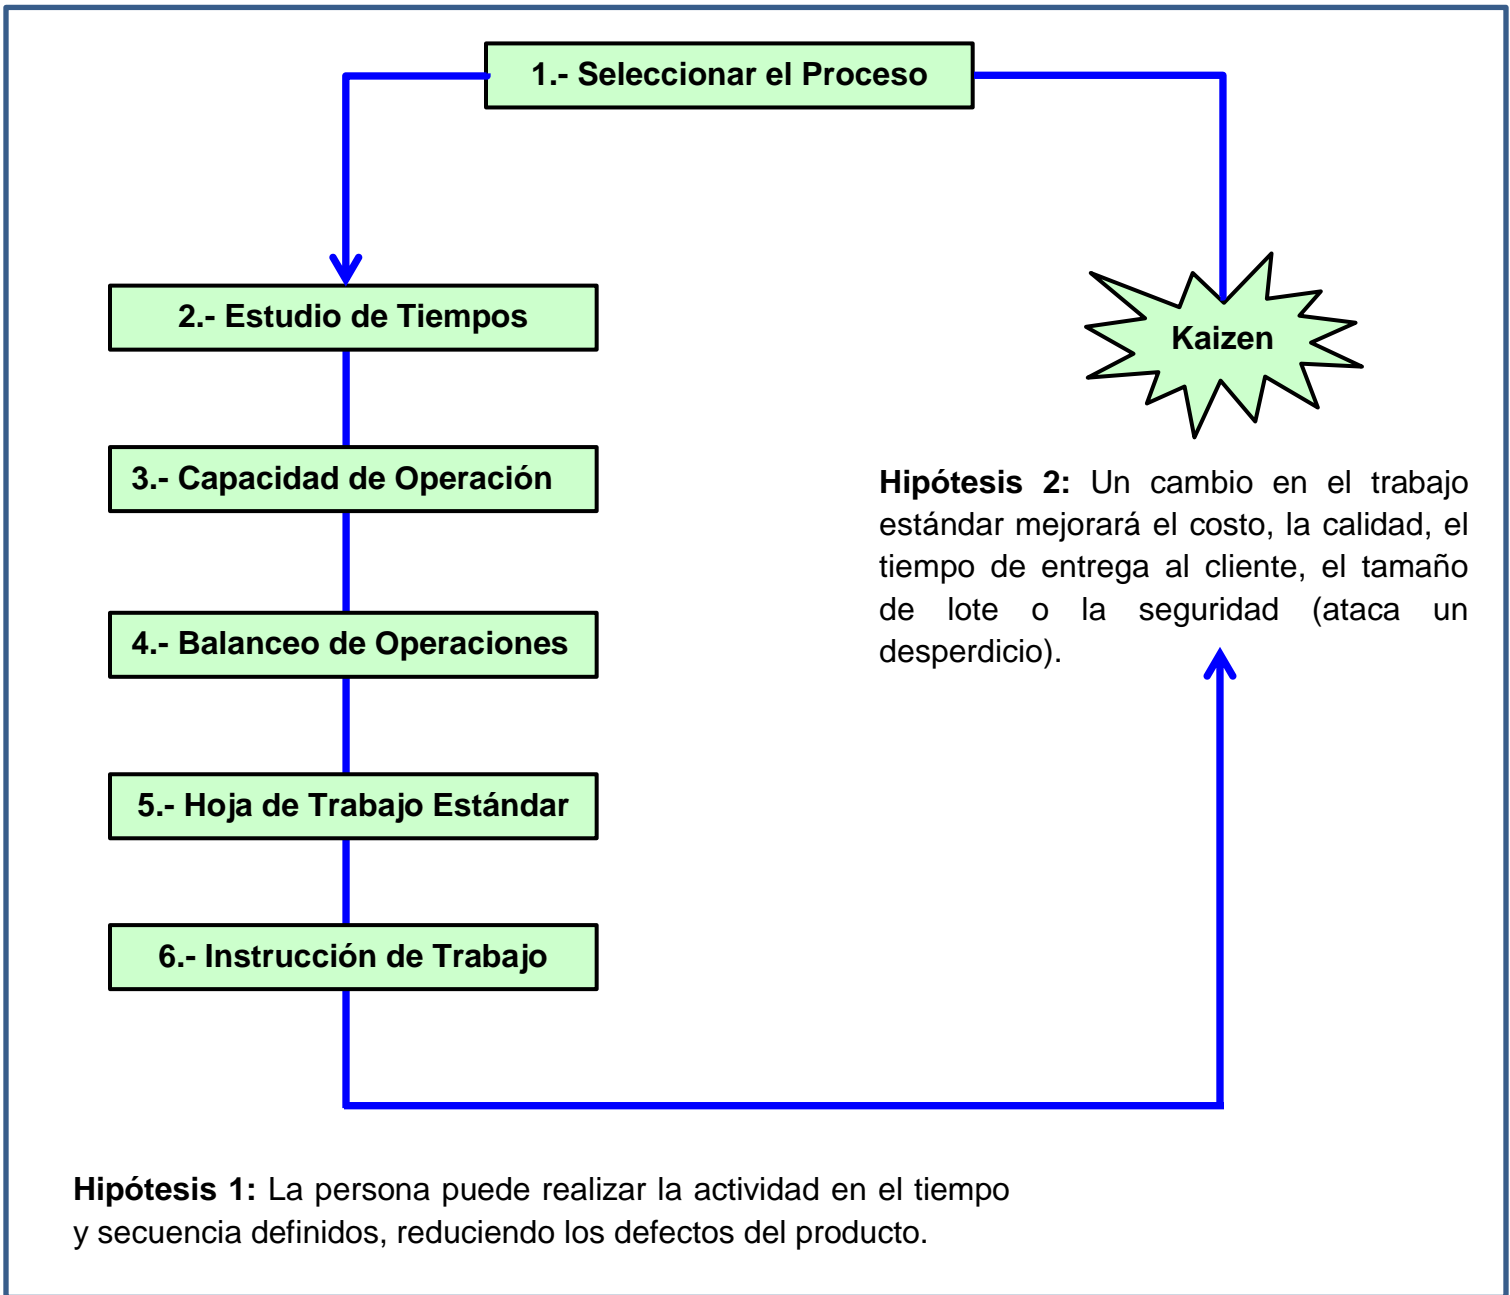 1.- Seleccionar el Proceso
2.- Estudio de Tiempos
3.- Capacidad de Operación
4.- Balanceo de Operaciones
5.- Hoja de Trabajo Estándar
6.- Instrucción de Trabajo
Kaizen
Hipótesis 2: Un cambio en el trabajo
estándar mejorará el costo, la calidad, el
tiempo de entrega al cliente, el tamaño
de lote o la seguridad (ataca un
desperdicio).
Hipótesis 1: La persona puede realizar la actividad en el tiempo
y secuencia definidos, reduciendo los defectos del producto.